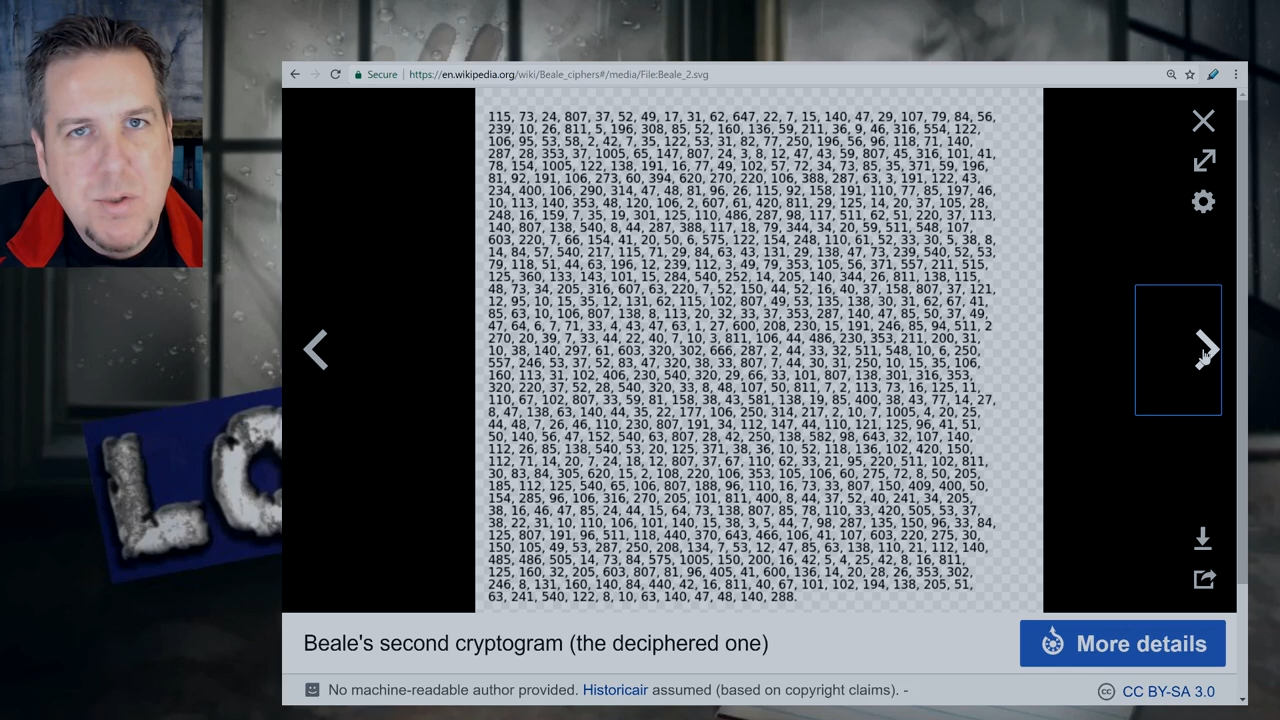 Secure
https://en.wikipedia.org/wiki/Beale_ciphers#/media/File:Beale_2.svg
115, 73, 24, 807, 37, 52, 49, 17, 31, 62, 647, 22, 7, 15, 140, 47, 29, 107, 79, 84, 56,
239, 10, 26, 811, 5, 196, 308, 85, 52, 160, 136, 59, 211, 36, 9, 46, 316, 554, 122,
106, 95, 53, 58, 2, 42, 7, 35, 122, 53, 31, 82, 77, 250, 196, 56, 96, 118, 71, 140,
287, 28, 353, 37, 1005, 65, 147, 807, 24, 3, 8, 12, 47, 43, 59, 807, 45, 316, 101, 41,
78, 154, 1005, 122, 138, 191, 16, 77, 49, 102, 57, 72, 34, 73, 85, 35, 371, 59, 196,
81, 92, 191, 106, 273, 60, 394, 620, 270, 220, 106, 388, 287, 63, 3, 191, 122, 43,
234, 400, 106, 290, 314, 47, 48, 81, 96, 26, 115, 92, 158, 191, 110, 77, 85, 197, 46,
10, 113, 140, 353, 48, 120, 106, 2, 607, 61, 420, 811, 29, 125, 14, 20, 37, 105, 28,
248, 16, 159, 7, 35, 19, 301, 125, 110, 486, 287, 98, 117, 511, 62, 51, 220, 37, 113,
140, 807, 138, 540, 8, 44, 287, 388, 117, 18, 79, 344, 34, 20, 59, 511, 548, 107,
603, 220, 7, 66, 154, 41, 20, 50, 6, 575, 122, 154, 248, 110, 61, 52, 33, 30, 5, 38, 8,
14, 84, 57, 540, 217, 115, 71, 29, 84, 63, 43, 131, 29, 138, 47, 73, 239, 540, 52, 53,
79, 118, 51, 44, 63, 196, 12, 239, 112, 3, 49, 79, 353, 105, 56, 371, 557, 211, 515,
125, 360, 133, 143, 101, 15, 284, 540, 252, 14, 205, 140, 344, 26, 811, 138, 115,
48, 73, 34, 205, 316, 607, 63, 220, 7, 52, 150, 44, 52, 16, 40, 37, 158, 807, 37, 121,
12, 95, 10, 15, 35, 12, 131, 62, 115, 102, 807, 49, 53, 135, 138, 30, 31, 62, 67, 41,
85, 63, 10, 106, 807, 138, 8, 113, 20, 32, 33, 37, 353, 287, 140, 47, 85, 50, 37, 49,
47, 64, 6, 7, 71, 33, 4, 43, 47, 63, 1, 27, 600, 208, 230, 15, 191, 246, 85, 94, 511, 2
270, 20, 39, 7, 33, 44, 22, 40, 7, 10, 3, 811, 106, 44, 486, 230, 353, 211, 200, 31,
10, 38, 140, 297, 61, 603, 320, 302, 666, 287, 2, 44, 33, 32, 511, 548, 10, 6, 250,
557, 246, 53, 37, 52, 83, 47, 320, 38, 33, 807, 7, 44, 30, 31, 250, 10, 15, 35, 106,
160, 113, 31, 102, 406, 230, 540, 320, 29, 66, 33, 101, 807, 138, 301, 316, 353,
320, 220, 37, 52, 28, 540, 320, 33, 8, 48, 107, 50, 811, 7, 2, 113, 73, 16, 125, 11,
110, 67, 102, 807, 33, 59, 81, 158, 38, 43, 581, 138, 19, 85, 400, 38, 43, 77, 14, 27,
8, 47, 138, 63, 140, 44, 35, 22, 177, 106, 250, 314, 217, 2, 10, 7, 1005, 4, 20, 25,
44, 48, 7, 26, 46, 110, 230, 807, 191, 34, 112, 147, 44, 110, 121, 125, 96, 41, 51,
50, 140, 56, 47, 152, 540, 63, 807, 28, 42, 250, 138, 582, 98, 643, 32, 107, 140,
112, 26, 85, 138, 540, 53, 20, 125, 371, 38, 36, 10, 52, 118, 136, 102, 420, 150,
112, 71, 14, 20, 7, 24, 18, 12, 807, 37, 67, 110, 62, 33, 21, 95, 220, 511, 102, 811,
30, 83, 84, 305, 620, 15, 2, 108, 220, 106, 353, 105, 106, 60, 275, 72, 8, 50, 205,
185, 112, 125, 540, 65, 106, 807, 188, 96, 110, 16, 73, 33, 807, 150, 409, 400, 50,
154, 285, 96, 106, 316, 270, 205, 101, 811, 400, 8, 44, 37, 52, 40, 241, 34, 205,
38, 16, 46, 47, 85, 24, 44, 15, 64, 73, 138, 807, 85, 78, 110, 33, 420, 505, 53, 37,
38, 22, 31, 10, 110, 106, 101, 140, 15, 38, 3, 5, 44, 7, 98, 287, 135, 150, 96, 33, 84,
125, 807, 191, 96, 511, 118, 440, 370, 643, 466, 106, 41, 107, 603, 220, 275, 30,
150, 105, 49, 53, 287, 250, 208, 134, 7, 53, 12, 47, 85, 63, 138, 110, 21, 112, 140,
485, 486, 505, 14, 73, 84, 575, 1005, 150, 200, 16, 42, 5, 4, 25, 42, 8, 16, 811,
125, 160, 32, 205, 603, 807, 81, 96, 405, 41, 600, 136, 14, 20, 28, 26, 353, 302,
246, 8, 131, 160, 140, 84, 440, 42, 16, 811, 40, 67, 101, 102, 194, 138, 205, 51,
63, 241, 540, 122, 8, 10, 63, 140, 47, 48, 140, 288.
Beale's second cryptogram (the deciphered one)
More details
No machine-readable author provided. Historicair assumed (based on copyright claims). -
CC BY-SA 3.0